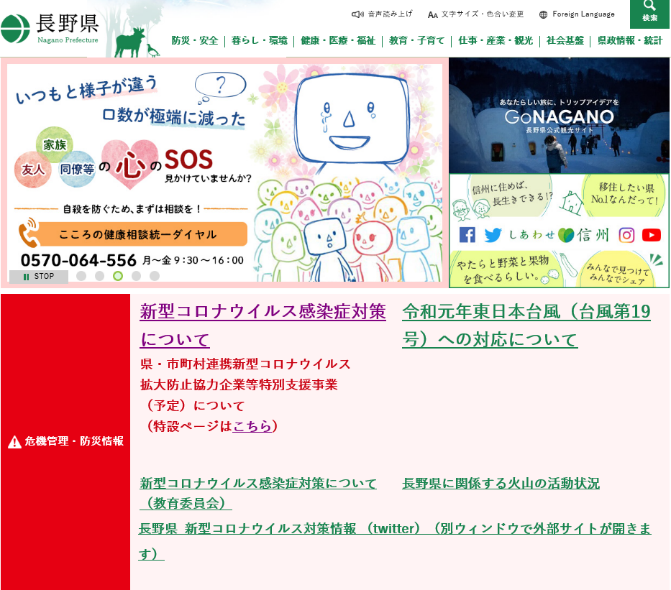 長野県
Nagano Prefecture
音声読み上げ
AA 文字サイズ・色合い変更
Foreign Language
検索
防災・安全
暮らし・環境
健康・医療・福祉
教育・子育て
仕事・産業・観光
社会基盤
県政情報・統計
いつもと様子が違う
口数が極端に減った
?
家族
友人
同僚等
の心のSOS
見かけていませんか?
自殺を防ぐため、まずは相談を!
こころの健康相談統一ダイヤル
0570-064-556 月~金 9:30~16:00
STOP
あなたらしい旅に、トリップアイデアを
GoNAGANO
長野県公式観光サイト
信州に住めば、
長生きできる!?
移住したい県
No.1なんだって!
しあわせ信州
やたらと野菜と果物
を食べるらしい。
みんなで見つけて
みんなでシェア
危機管理・防災情報
新型コロナウイルス感染症対策
について
県・市町村連携新型コロナウイルス
拡大防止協力企業等特別支援事業
(予定)について
(特設ページはこちら)
令和元年東日本台風(台風第19
号)への対応について
新型コロナウイルス感染症対策について
(教育委員会)
長野県に関係する火山の活動状況
長野県 新型コロナウイルス対策情報 (twitter)(別ウィンドウで外部サイトが開きま
す)